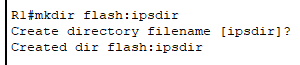 R1#mkdir flash:ipsdir
Create directory filename [ipsdir]?
Created dir flash:ipsdir